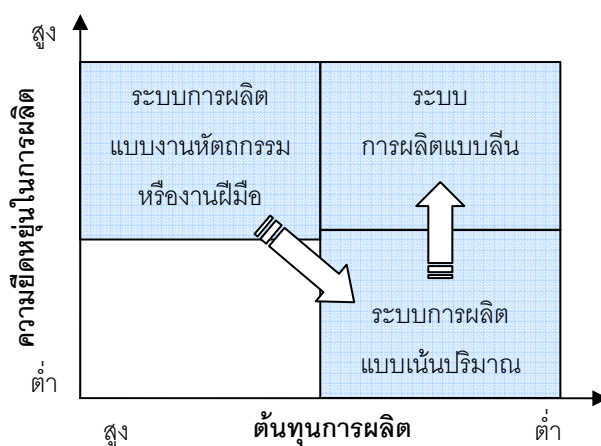 สูง
ความยืดหยุ่นในการผลิต
ต่ำ
ระบบการผลิต
แบบงานหัตถกรรม
หรืองานฝีมือ
ระบบ
การผลิตแบบลีน
ระบบการผลิต
แบบเน้นปริมาณ
สูง
ต้นทุนการผลิต
ต่ำ